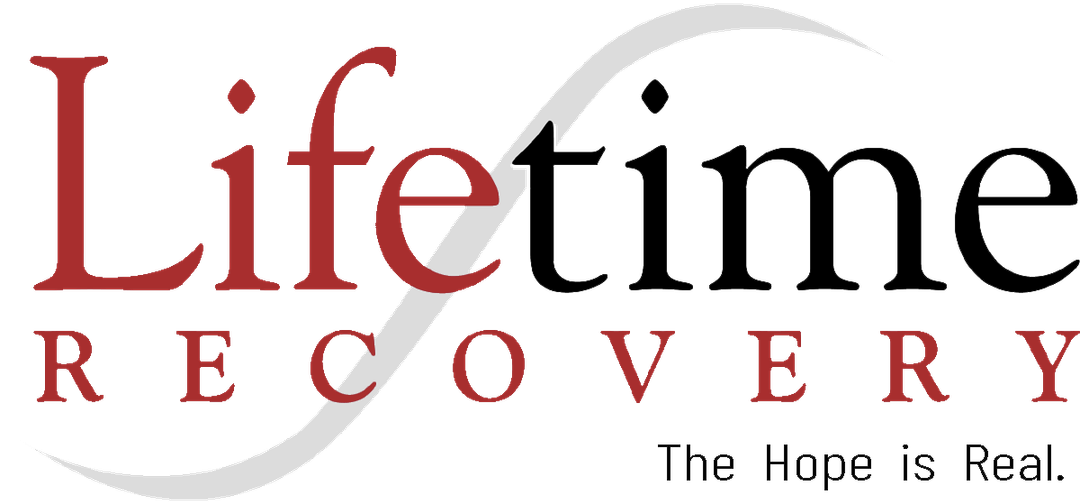 Lifetime
RECOVERY
The Hope is Real.